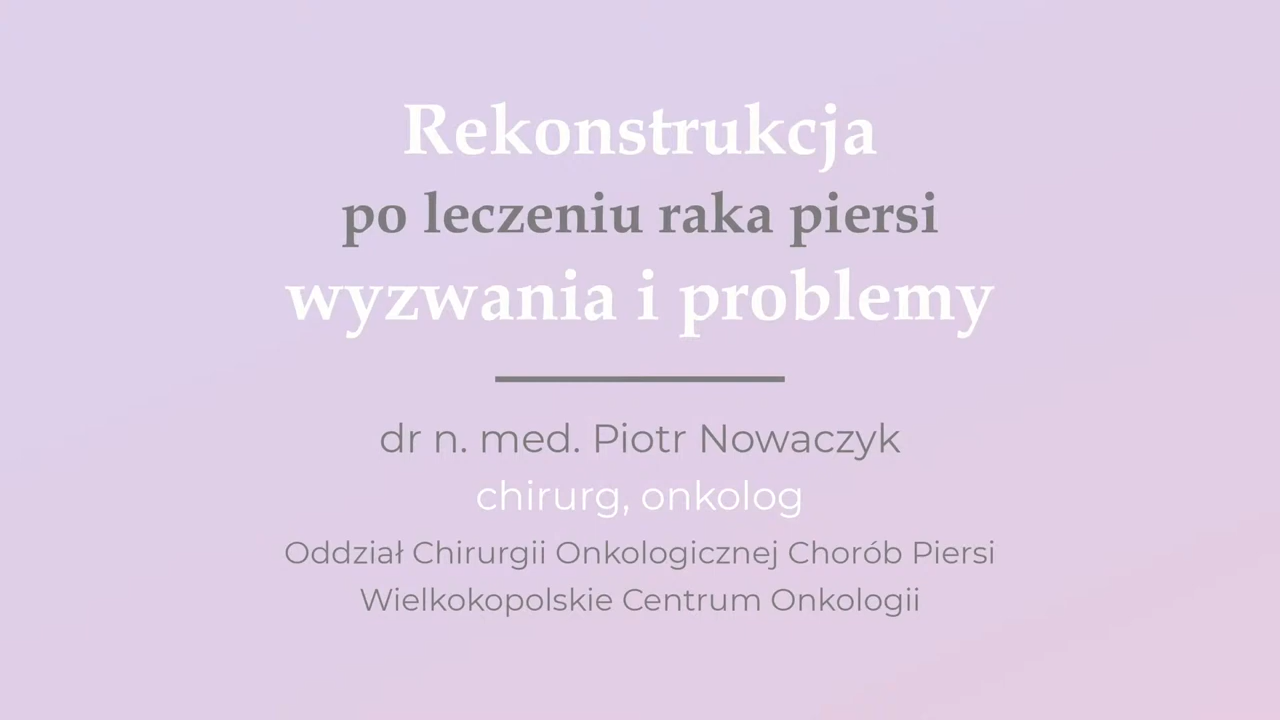 Rekonstrukcja
po leczeniu raka piersi
wyzwania i problemy
dr n. med. Piotr Nowaczyk
chirurg, onkolog
Oddział Chirurgii Onkologicznej Chorób Piersi
Wielkokopolskie Centrum Onkologii